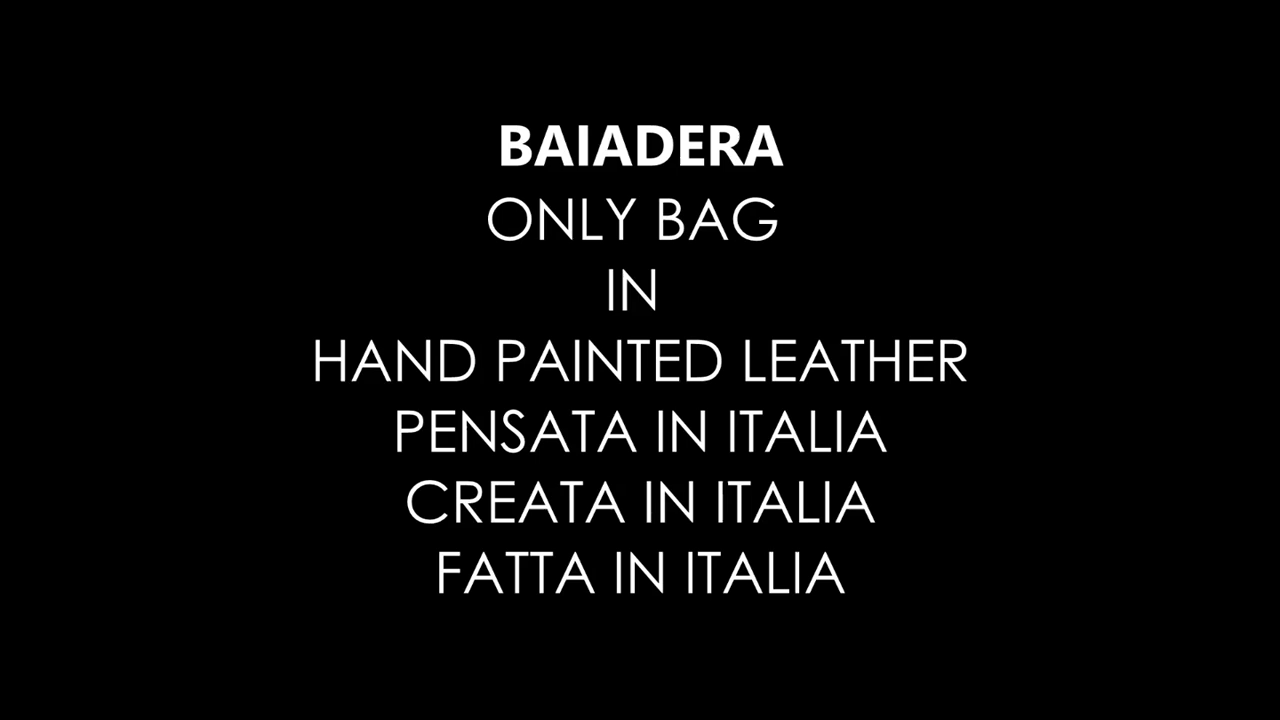 BAIADERA
ONLY BAG
IN
HAND PAINTED LEATHER
PENSATA IN ITALIA
CREATA IN ITALIA
FATTA IN ITALIA